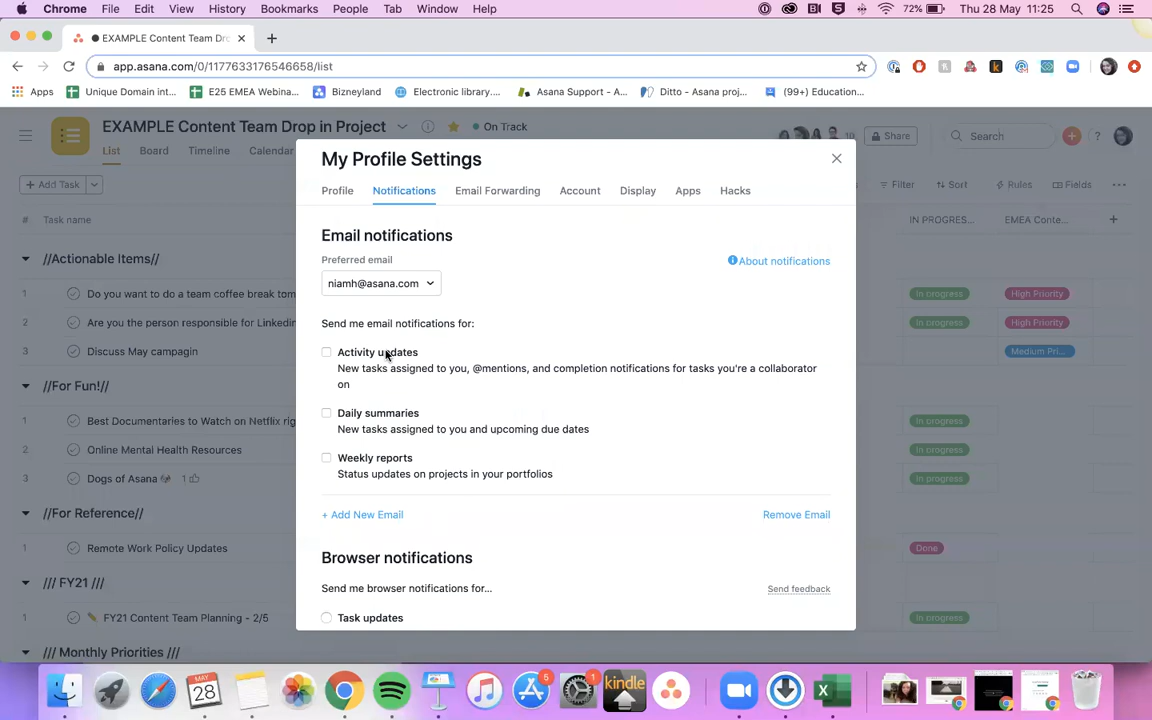 Chrome File Edit View History Bookmarks People Tab Window Help 72% Thu 28 May 11:25
EXAMPLE Content Team Dr
app.asana.com/0/1177633176546658/list
Apps Unique Domain int... E25 EMEA Webina... Bizneyland Electronic library.... Asana Support - A... Ditto - Asana proj... (99+) Education...
EXAMPLE Content Team Drop in Project On Track Share Search ?
List Board Timeline Calendar
+ Add Task Filter Sort Rules Fields
# Task name IN PROGRES... EMEA Conte... +
//Actionable Items//
1 Do you want to do a team coffee break tom In progress High Priority
2 Are you the person responsible for Linkedin In progress High Priority
3 Discuss May campagin Medium Pri...
//For Fun!//
1 Best Documentaries to Watch on Netflix rig In progress
2 Online Mental Health Resources In progress
3 Dogs of Asana 1 In progress
//For Reference//
1 Remote Work Policy Updates Done
/// FY21 ///
1 FY21 Content Team Planning - 2/5 In progress
/// Monthly Priorities ///
My Profile Settings
Profile Notifications Email Forwarding Account Display Apps Hacks
Email notifications
Preferred email
About notifications
niamh@asana.com
Send me email notifications for:
Activity updates
New tasks assigned to you, @mentions, and completion notifications for tasks you're a collaborator
on
Daily summaries
New tasks assigned to you and upcoming due dates
Weekly reports
Status updates on projects in your portfolios
+ Add New Email Remove Email
Browser notifications
Send me browser notifications for... Send feedback
Task updates
MAY
28
5
1
kindle